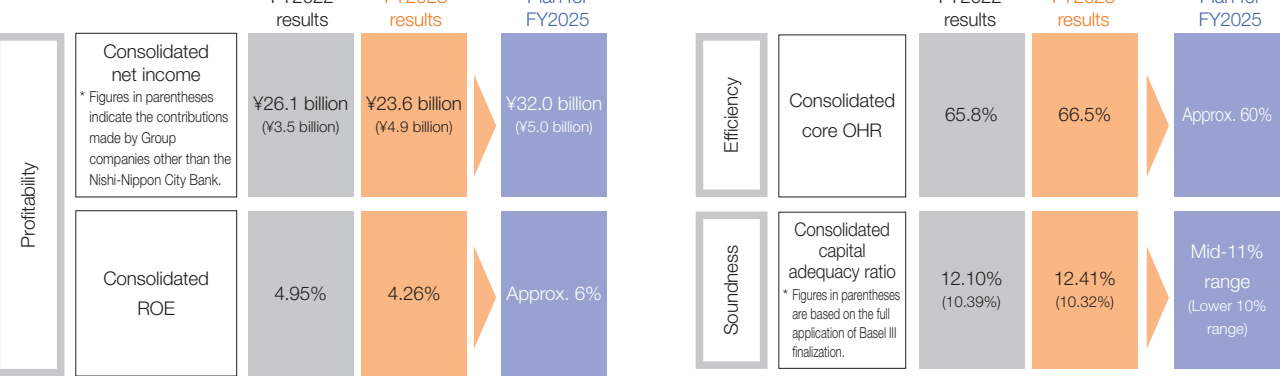 results
results
FY2025
Profitability
Consolidated
net income
* Figures in parentheses
indicate the contributions
made by Group
companies other than the
Nishi-Nippon City Bank.
¥26.1 billion
(¥3.5 billion)
¥23.6 billion
(¥4.9 billion)
¥32.0 billion
(¥5.0 billion)
Consolidated
ROE
4.95%
4.26%
Approx. 6%
results
results
FY2025
Efficiency
Consolidated
core OHR
65.8%
66.5%
Approx. 60%
Soundness
Consolidated
capital
adequacy ratio
* Figures in parentheses
are based on the full
application of Basel III
finalization.
12.10%
(10.39%)
12.41%
(10.32%)
Mid-11%
range
(Lower 10%
range)